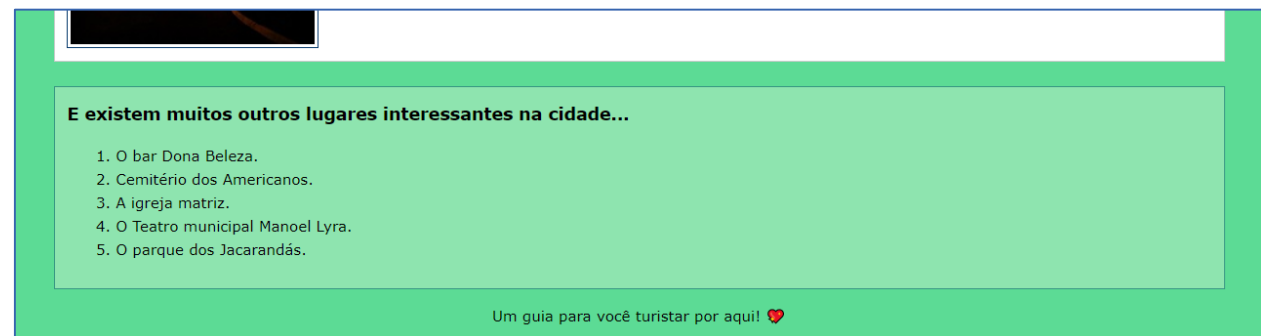 E existem muitos outros lugares interessantes na cidade...
1. O bar Dona Beleza.
2. Cemitério dos Americanos.
3. A igreja matriz.
4. O Teatro municipal Manoel Lyra.
5. O parque dos Jacarandás.
Um guia para você turistar por aqui! 💖